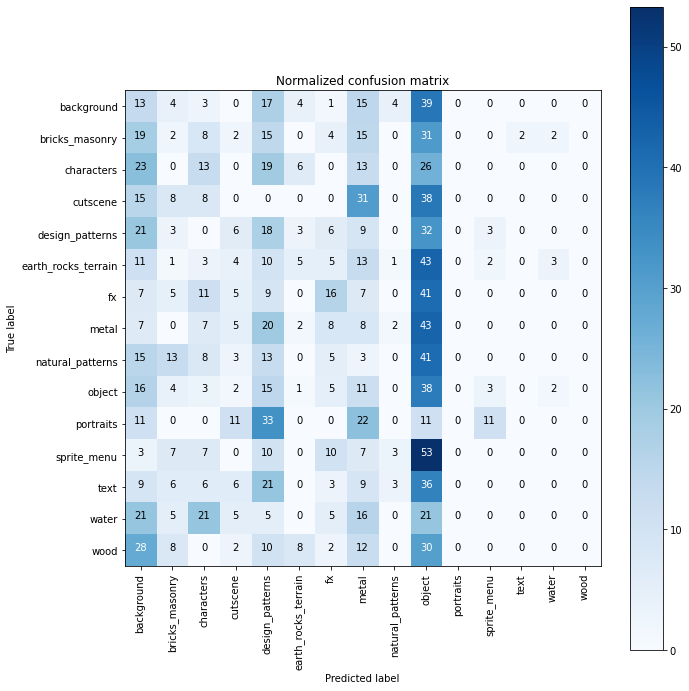 Normalized confusion matrix
background 13 4 3 0 17 4 1 15 4 39 0 0 0 0 0
bricks_masonry 19 2 8 2 15 0 4 15 0 31 0 0 2 2 0
characters 23 0 13 0 19 6 0 13 0 26 0 0 0 0 0
cutscene 15 8 8 0 0 0 0 31 0 38 0 0 0 0 0
design_patterns 21 3 0 6 18 3 6 9 0 32 0 3 0 0 0
earth_rocks_terrain 11 1 3 4 10 5 5 13 1 43 0 2 0 3 0
fx 7 5 11 5 9 0 16 7 0 41 0 0 0 0 0
metal 7 0 7 5 20 2 8 8 2 43 0 0 0 0 0
natural_patterns 15 13 8 3 13 0 5 3 0 41 0 0 0 0 0
object 16 4 3 2 15 1 5 11 0 38 0 3 0 2 0
portraits 11 0 0 11 33 0 0 22 0 11 0 11 0 0 0
sprite_menu 3 7 7 0 10 0 10 7 3 53 0 0 0 0 0
text 9 6 6 6 21 0 3 9 3 36 0 0 0 0 0
water 21 5 21 5 5 0 5 16 0 21 0 0 0 0 0
wood 28 8 0 2 10 8 2 12 0 30 0 0 0 0 0
True label
background bricks_masonry characters cutscene design_patterns earth_rocks_terrain fx metal natural_patterns object portraits sprite_menu text water wood
Predicted label
50
40
30
20
10
0